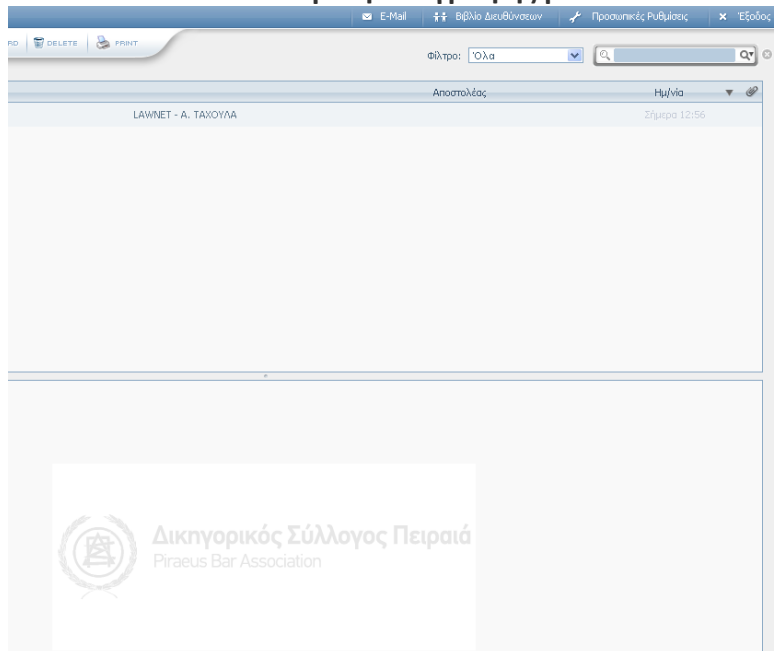 E-Mail Βιβλίο Διευθύνσεων Προσωπικές Ρυθμίσεις Έξοδος
RD DELETE PRINT
Φίλτρο: Όλα
Αποστολέας Ημ/νία
LAWNET - Α. ΤΑΧΟΥΛΑ Σήμερα 12:56
Δικηγορικός Σύλλογος Πειραιά
Piraeus Bar Association